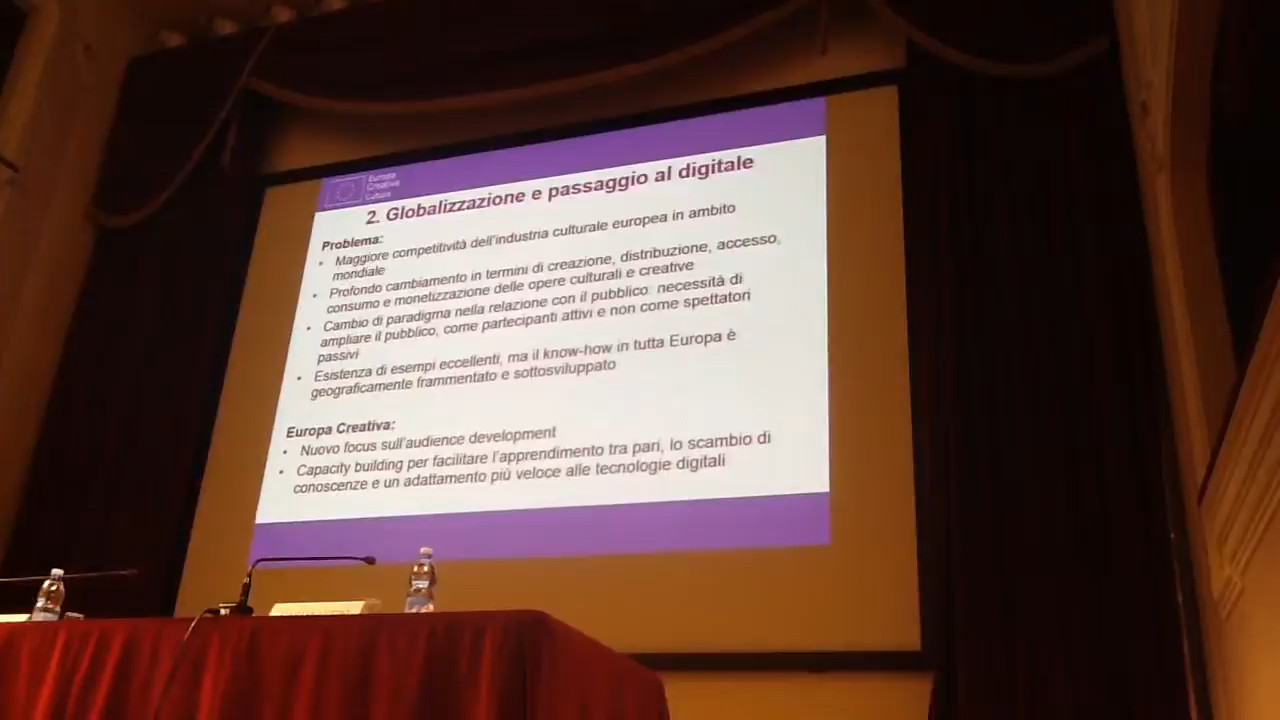 Europa
Creativa
Cultura
2. Globalizzazione e passaggio al digitale
Problema:
• Maggiore competitività dell'industria culturale europea in ambito
mondiale
• Profondo cambiamento in termini di creazione, distribuzione, accesso,
consumo e monetizzazione delle opere culturali e creative
• Cambio di paradigma nella relazione con il pubblico: necessità di
ampliare il pubblico, come partecipanti attivi e non come spettatori
passivi
• Esistenza di esempi eccellenti, ma il know-how in tutta Europa è
geograficamente frammentato e sottosviluppato
Europa Creativa:
• Nuovo focus sull'audience development
• Capacity building per facilitare l'apprendimento tra pari, lo scambio di
conoscenze e un adattamento più veloce alle tecnologie digitali